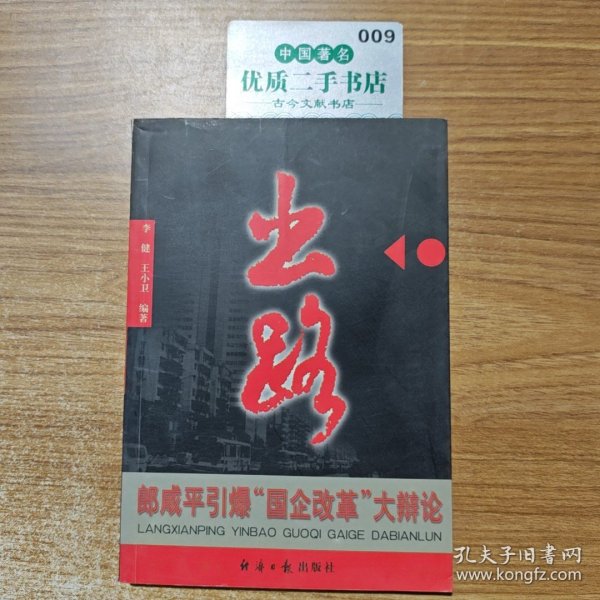 009
中国著名
优质二手书店
古今文献书店
李健 王小卫 编著
出路
郎咸平引爆“国企改革”大辩论
LANGXIANPING YINBAO GUOQI GAIGE DABIANLUN
经济日报出版社
孔夫子旧书网
www.kongfz.com